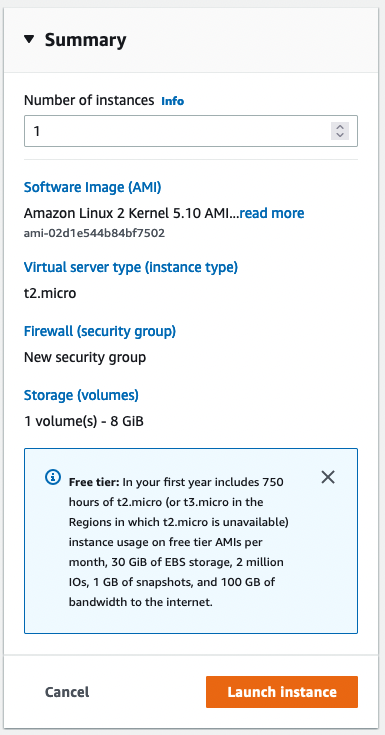 Summary
Number of instances Info
1
Software Image (AMI)
Amazon Linux 2 Kernel 5.10 AMI...read more
ami-02d1e544b84bf7502
Virtual server type (instance type)
t2.micro
Firewall (security group)
New security group
Storage (volumes)
1 volume(s) - 8 GiB
Free tier: In your first year includes 750
hours of t2.micro (or t3.micro in the
Regions in which t2.micro is unavailable)
instance usage on free tier AMIs per
month, 30 GiB of EBS storage, 2 million
IOs, 1 GB of snapshots, and 100 GB of
bandwidth to the internet.
Cancel
Launch instance